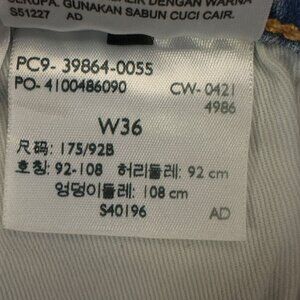 SERUPA. GUNAKAN SABUN CUCI CAIR.
S51227 AD
PC9- 39864-0055
PO- 4100486090 CW- 0421
4986
W36
尺码: 175/92B
호칭: 92-108 허리둘레: 92 cm
엉덩이둘레: 108 cm
S40196 AD